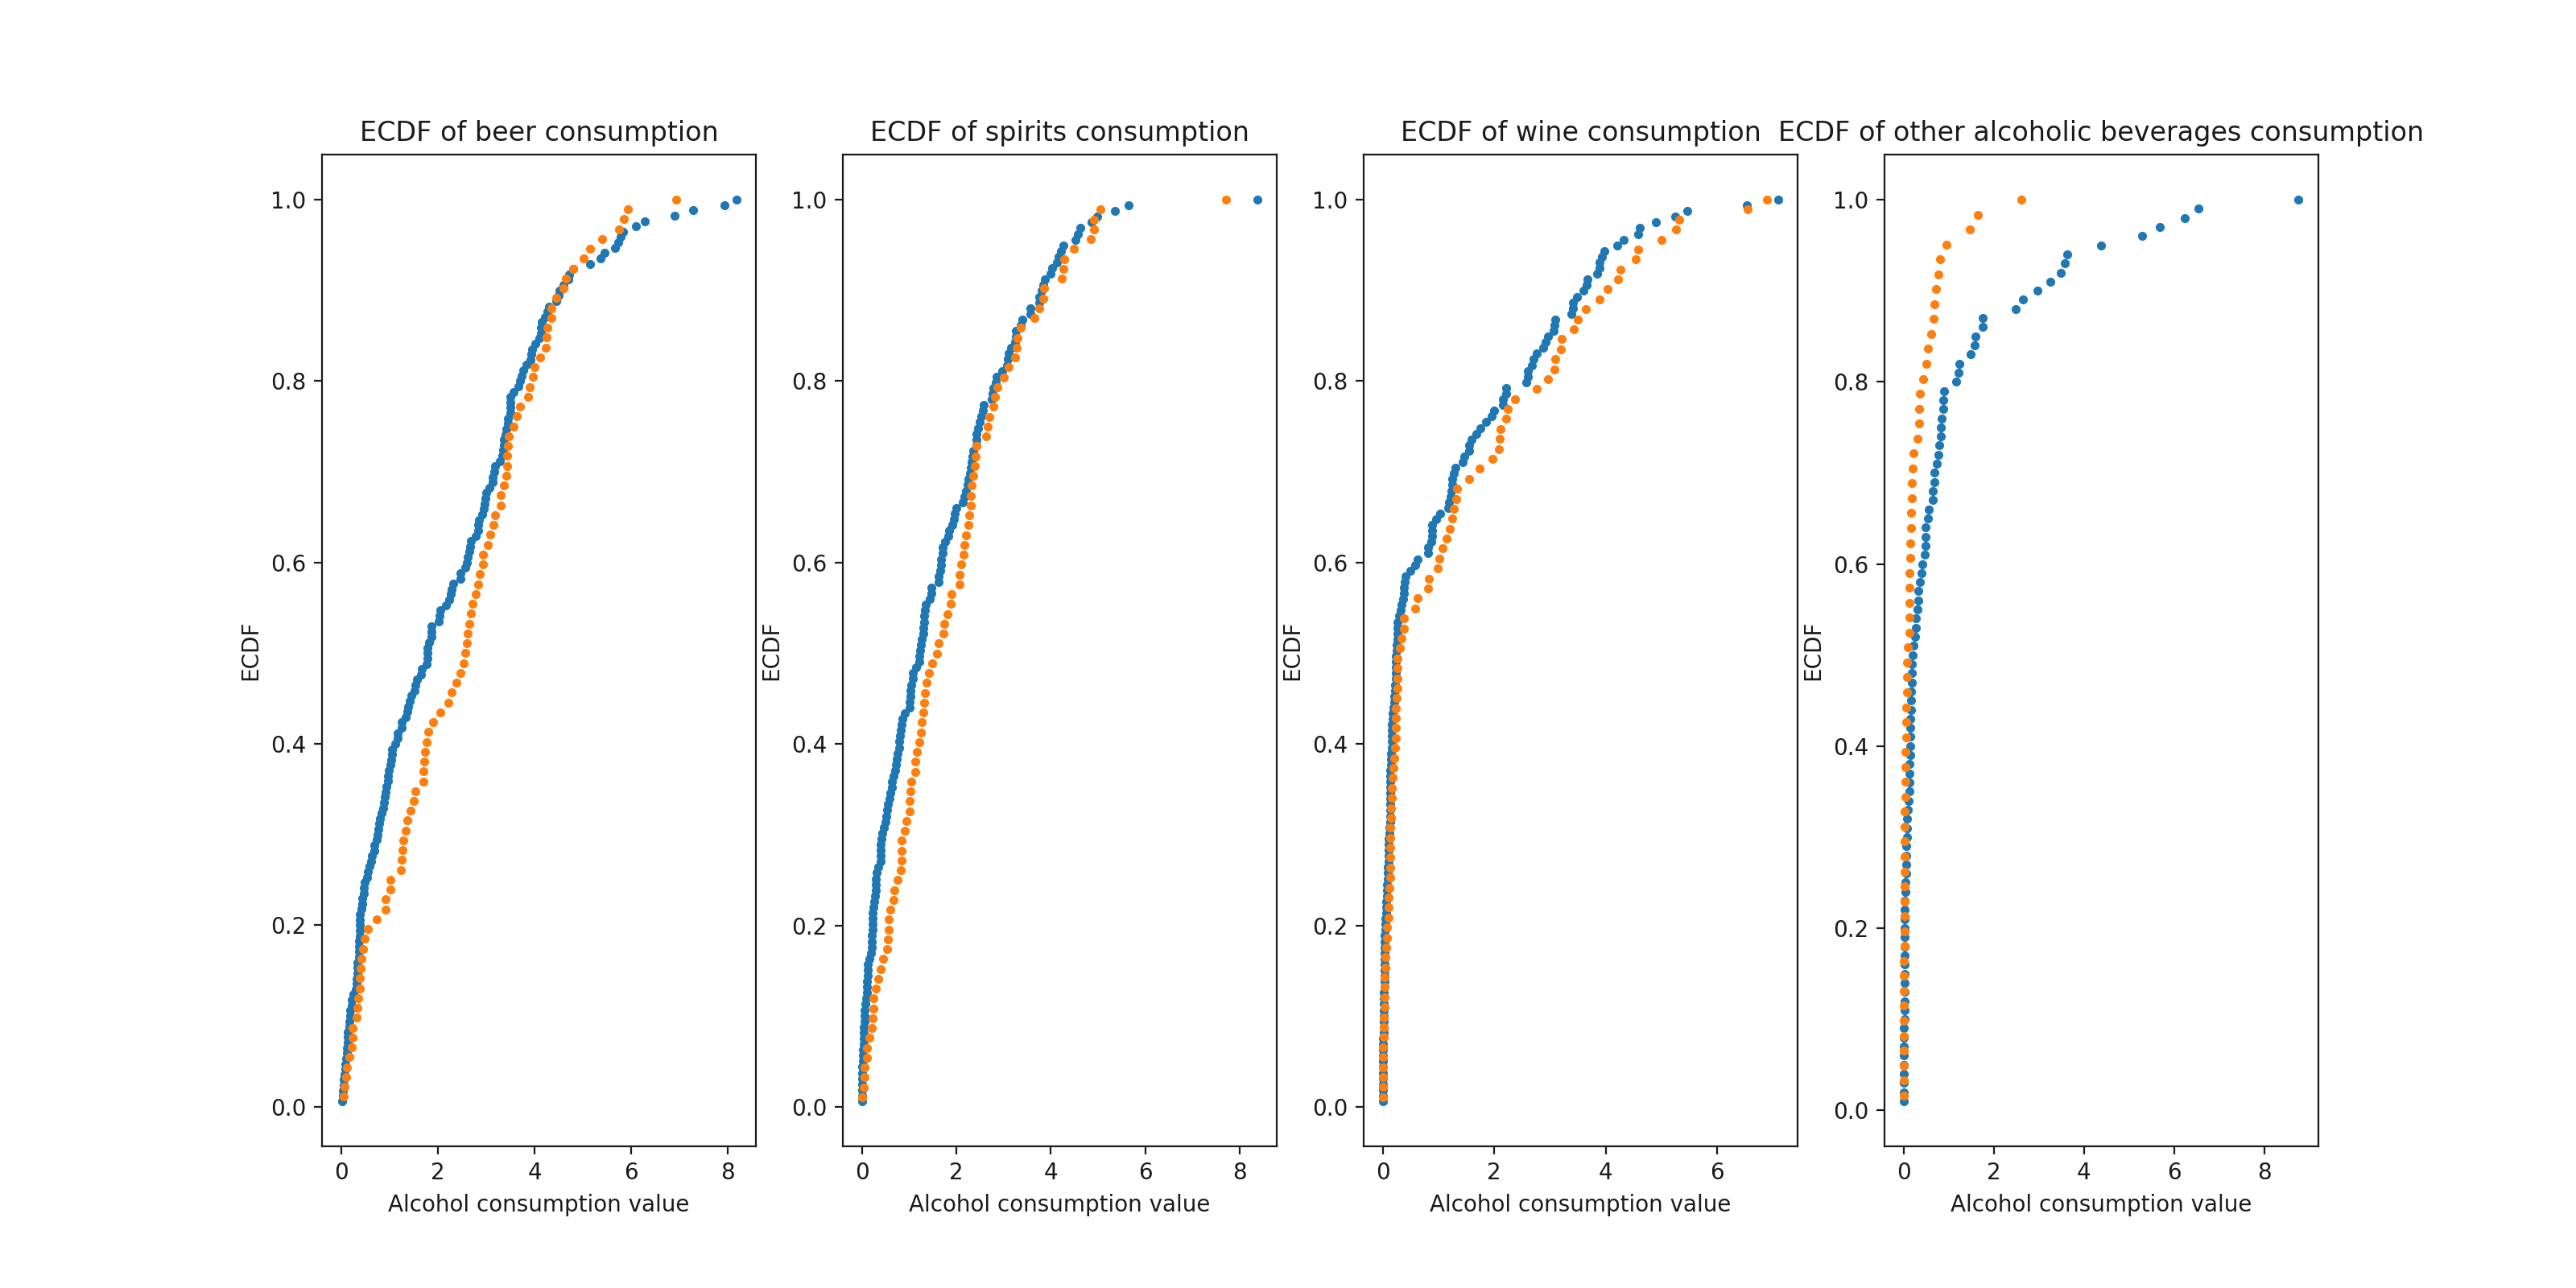 ECDF of beer consumption
ECDF
1.0
0.8
0.6
0.4
0.2
0.0
0 2 4 6 8
Alcohol consumption value
ECDF of spirits consumption
ECDF
1.0
0.8
0.6
0.4
0.2
0.0
0 2 4 6 8
Alcohol consumption value
ECDF of wine consumption
ECDF
1.0
0.8
0.6
0.4
0.2
0.0
0 2 4 6
Alcohol consumption value
ECDF of other alcoholic beverages consumption
ECDF
1.0
0.8
0.6
0.4
0.2
0.0
0 2 4 6 8
Alcohol consumption value